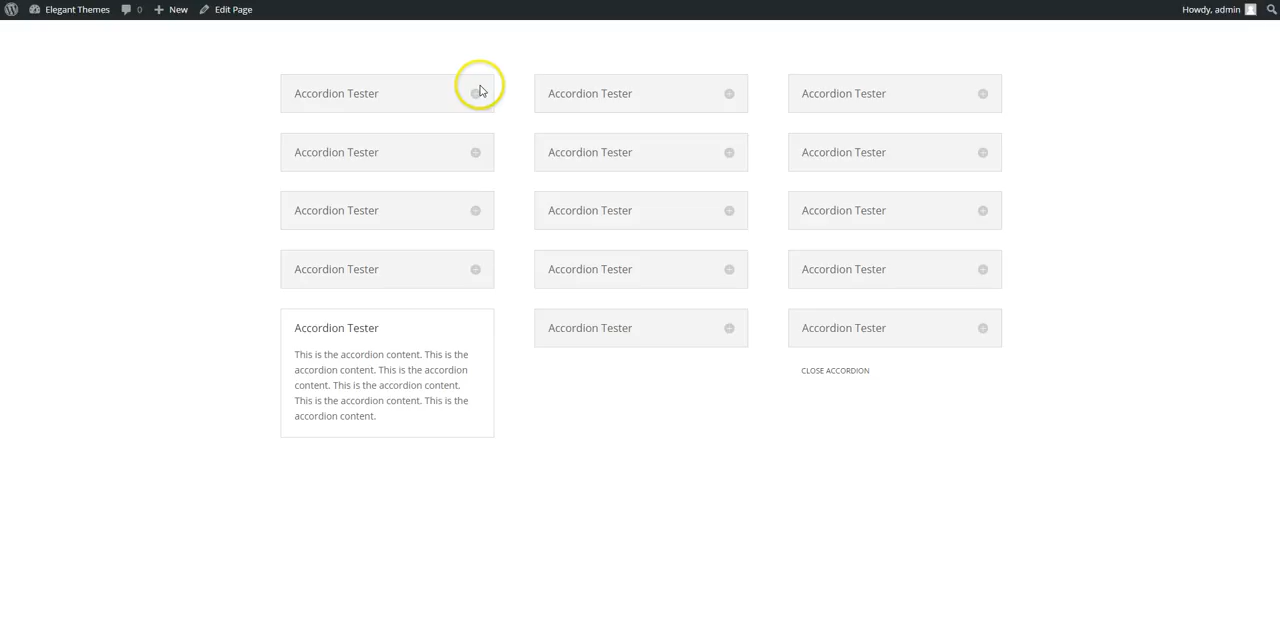 Elegant Themes 0 New Edit Page Howdy, admin
Accordion Tester Accordion Tester Accordion Tester
Accordion Tester Accordion Tester Accordion Tester
Accordion Tester Accordion Tester Accordion Tester
Accordion Tester Accordion Tester Accordion Tester
Accordion Tester Accordion Tester Accordion Tester
This is the accordion content. This is the
accordion content. This is the accordion
content. This is the accordion content.
This is the accordion content. This is the
accordion content.
CLOSE ACCORDION